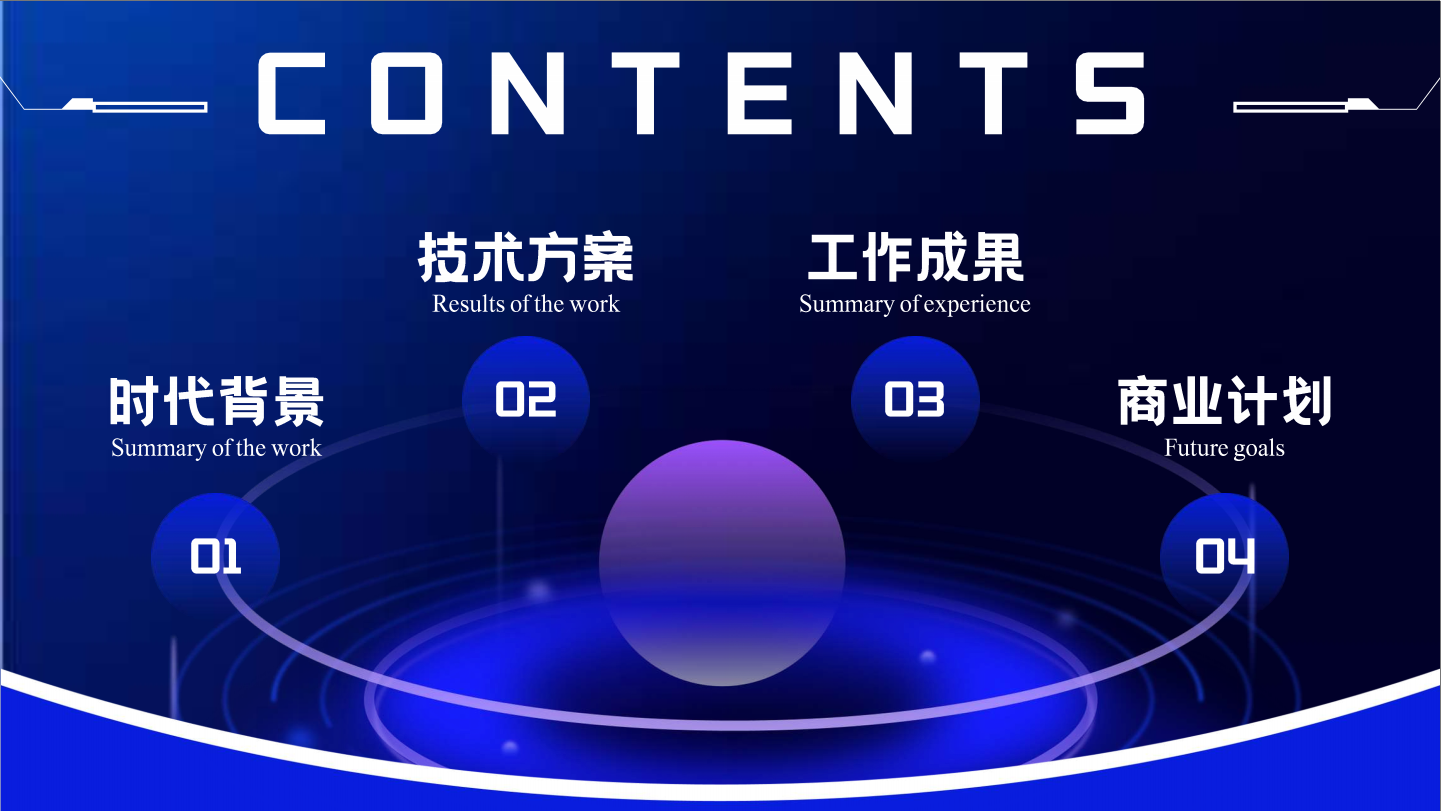 CONTENTS
时代背景
Summary of the work
01
技术方案
Results of the work
02
工作成果
Summary of experience
03
商业计划
Future goals
04